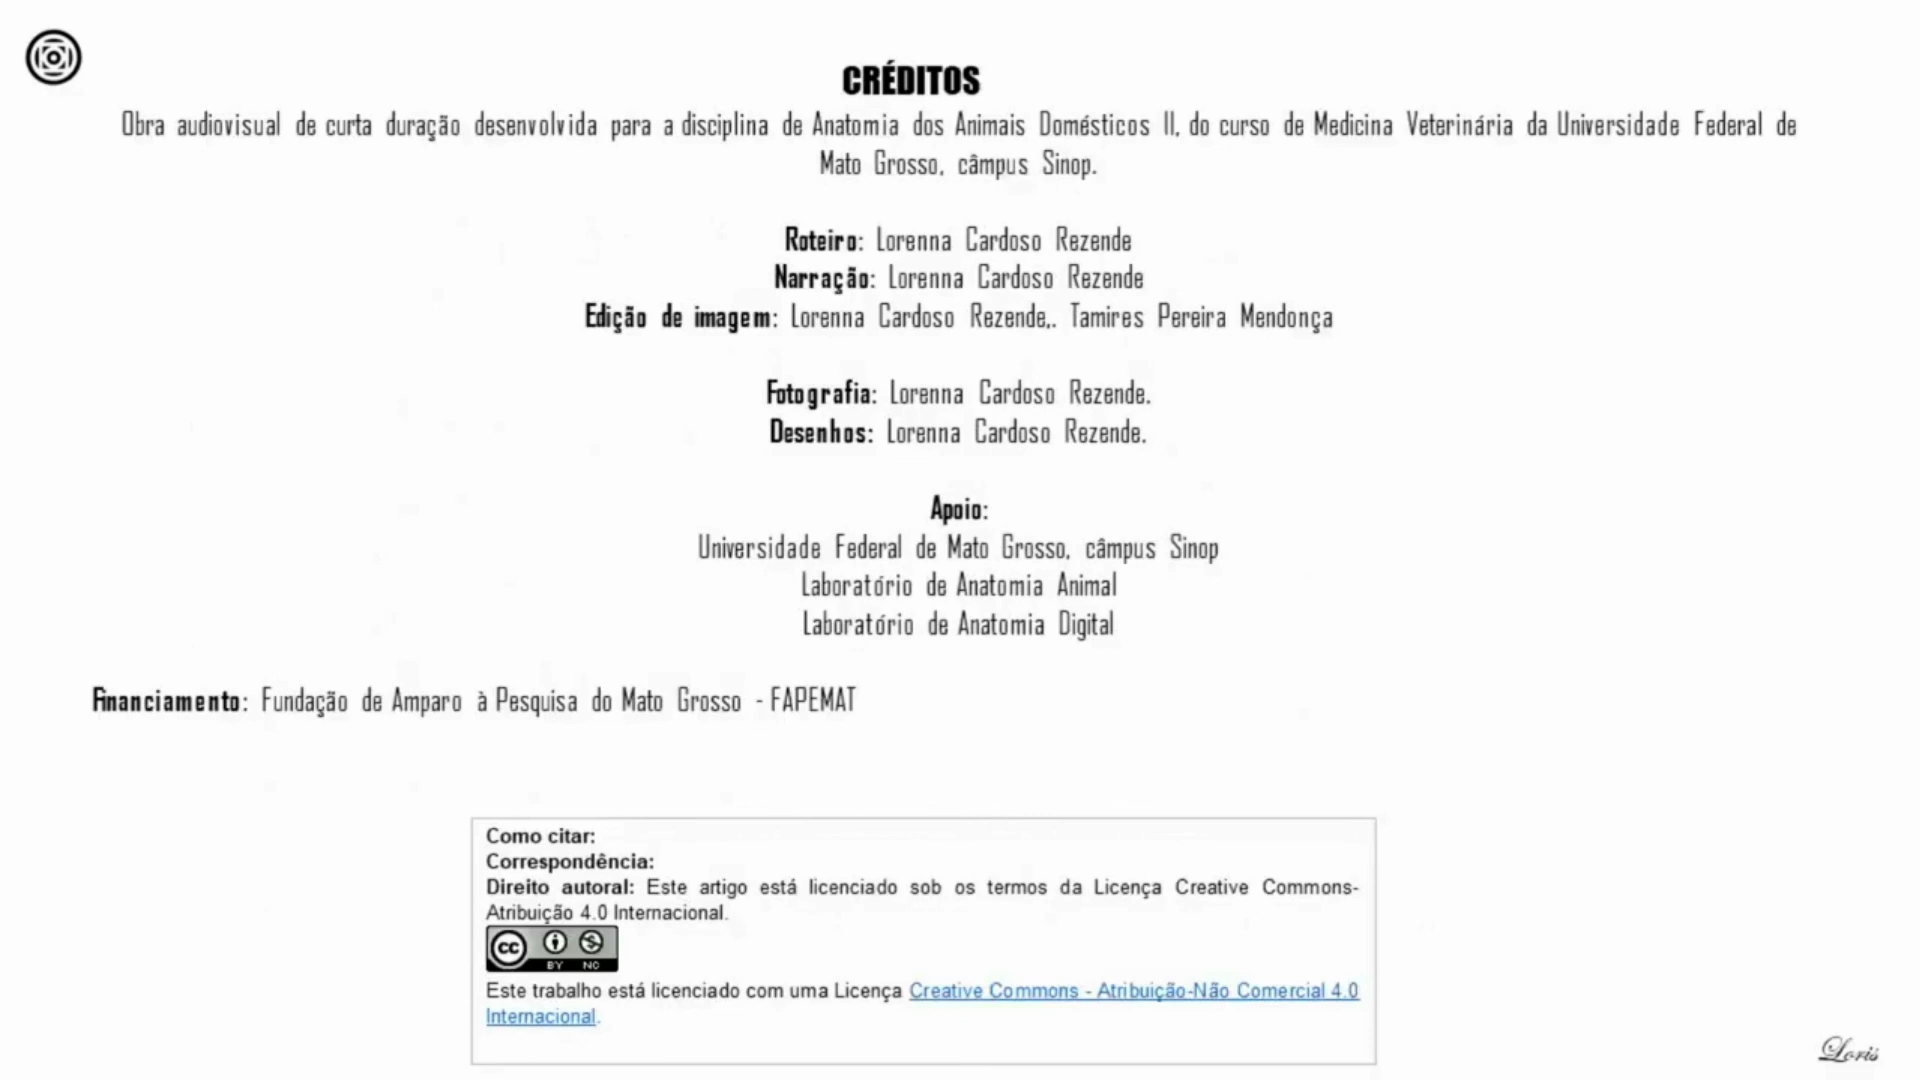 CRÉDITOS
Obra audiovisual de curta duração desenvolvida para a disciplina de Anatomia dos Animais Domésticos II, do curso de Medicina Veterinária da Universidade Federal de
Mato Grosso, câmpus Sinop.
Roteiro: Lorenna Cardoso Rezende
Narração: Lorenna Cardoso Rezende
Edição de imagem: Lorenna Cardoso Rezende,. Tamires Pereira Mendonça
Fotografia: Lorenna Cardoso Rezende.
Desenhos: Lorenna Cardoso Rezende.
Apoio:
Universidade Federal de Mato Grosso, câmpus Sinop
Laboratório de Anatomia Animal
Laboratório de Anatomia Digital
Financiamento: Fundação de Amparo à Pesquisa do Mato Grosso - FAPEMAT
Como citar:
Correspondência:
Direito autoral: Este artigo está licenciado sob os termos da Licença Creative Commons-
Atribuição 4.0 Internacional.
cc BY NC
Este trabalho está licenciado com uma Licença Creative Commons - Atribuição-Não Comercial 4.0
Internacional.
Loris